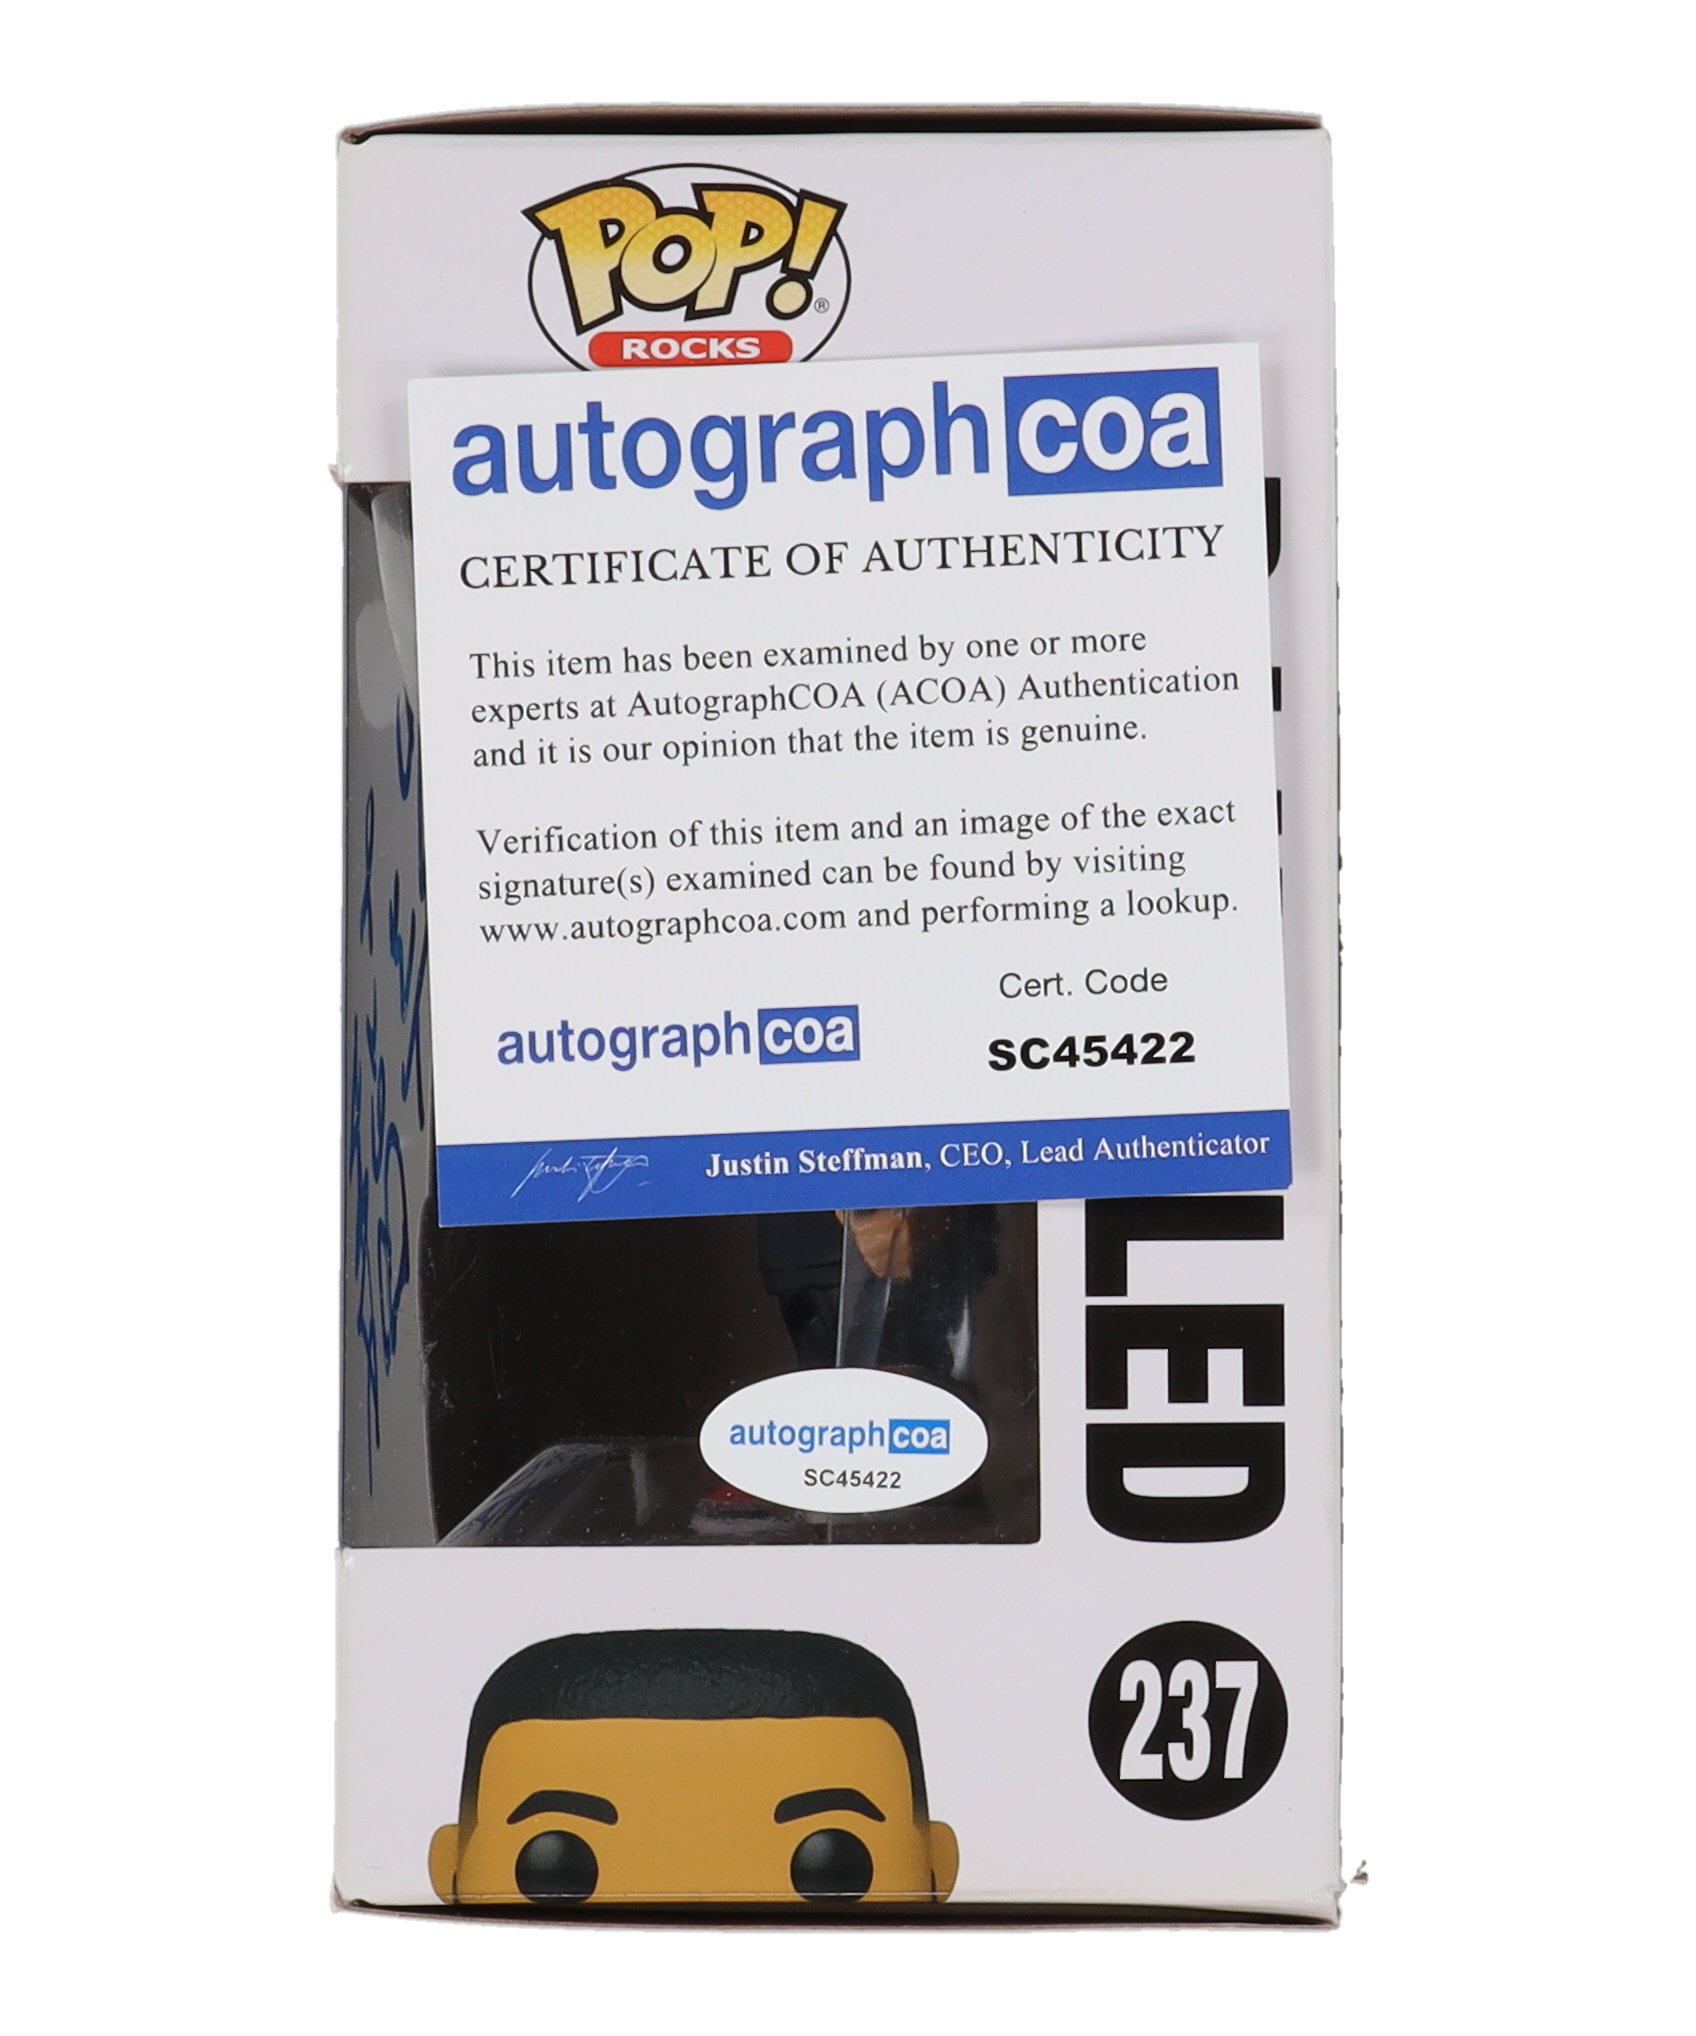 POP!®
ROCKS
autographcoa
CERTIFICATE OF AUTHENTICITY
This item has been examined by one or more
experts at AutographCOA (ACOA) Authentication
and it is our opinion that the item is genuine.
Verification of this item and an image of the exact
signature(s) examined can be found by visiting
www.autographcoa.com and performing a lookup.
Cert. Code
autographcoa
SC45422
Justin Steffman, CEO, Lead Authenticator
LED
autographcoa
SC45422
237